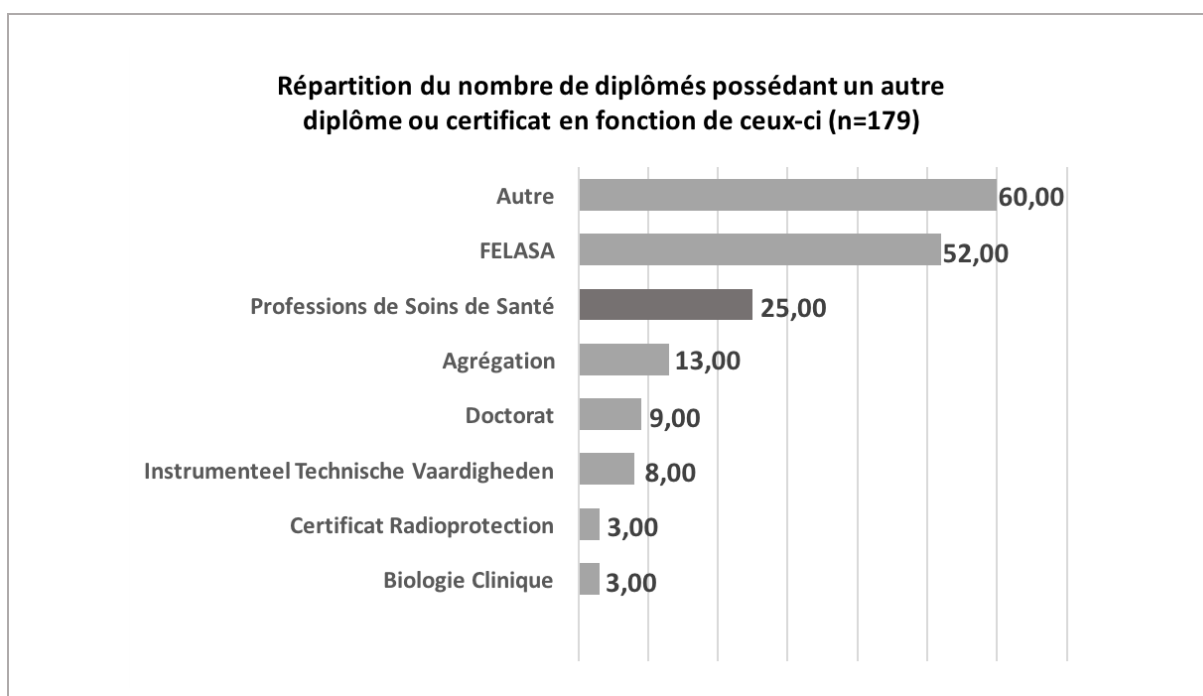 Répartition du nombre de diplômés possédant un autre
diplôme ou certificat en fonction de ceux-ci (n=179)
Autre 60,00
FELASA 52,00
Professions de Soins de Santé 25,00
Agrégation 13,00
Doctorat 9,00
Instrumenteel Technische Vaardigheden 8,00
Certificat Radioprotection 3,00
Biologie Clinique 3,00